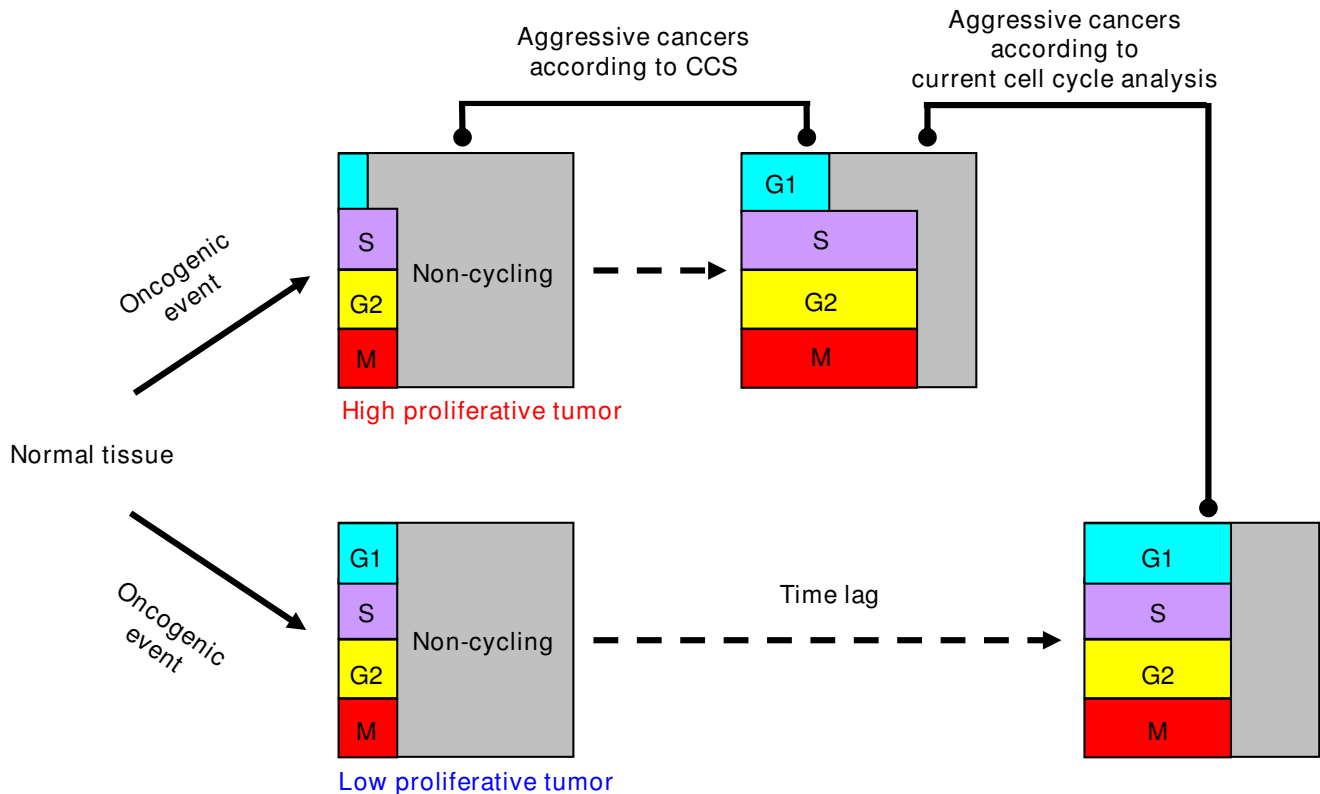 Aggressive cancers
according to CCS
Aggressive cancers
according to
current cell cycle analysis
Oncogenic
event
S
G2
M
Non-cycling
High proliferative tumor
G1
S
G2
M
Normal tissue
Oncogenic
event
G1
S
G2
M
Non-cycling
Low proliferative tumor
Time lag
G1
S
G2
M